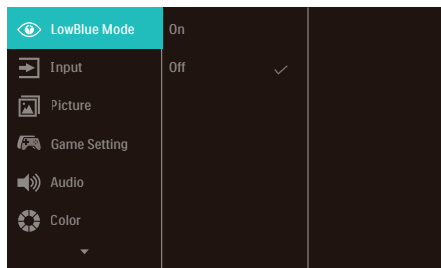 LowBlue Mode
On
Input
Off
Picture
Game Setting
Audio
Color